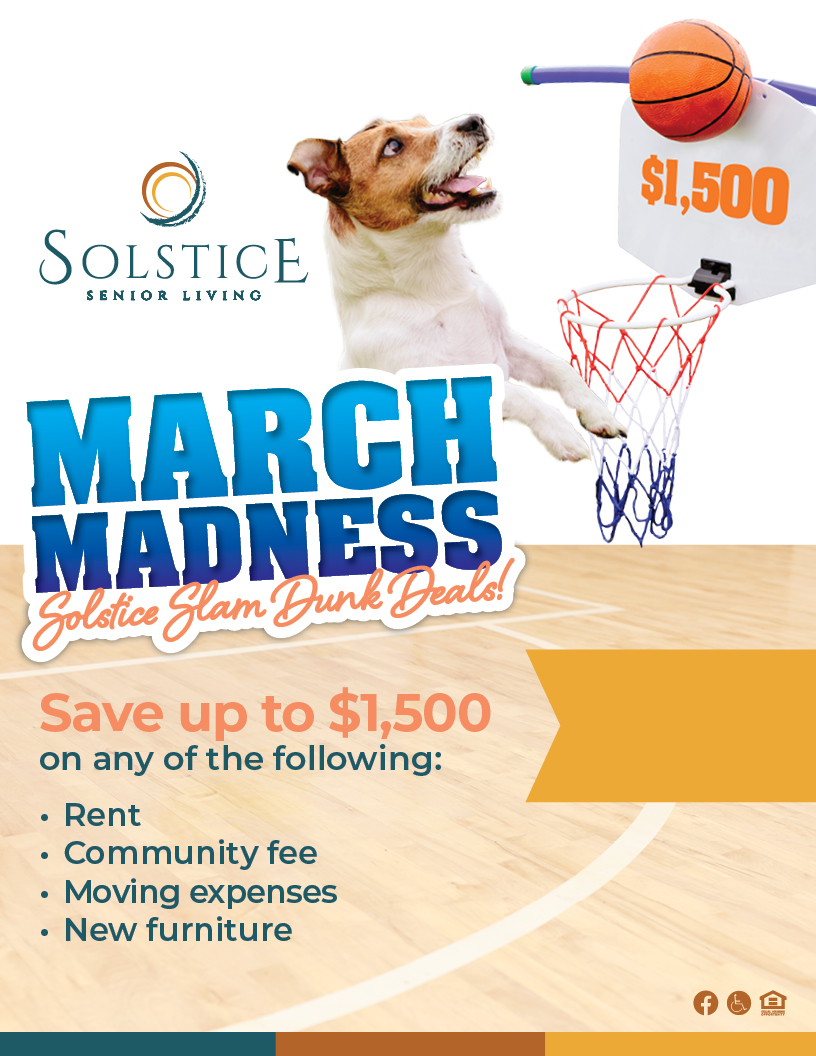 $1,500
SOLSTICE
SENIOR LIVING
MARCH
MADNESS
Solstice Slam Dunk Deals!
Save up to $1,500
on any of the following:
• Rent
• Community fee
• Moving expenses
• New furniture